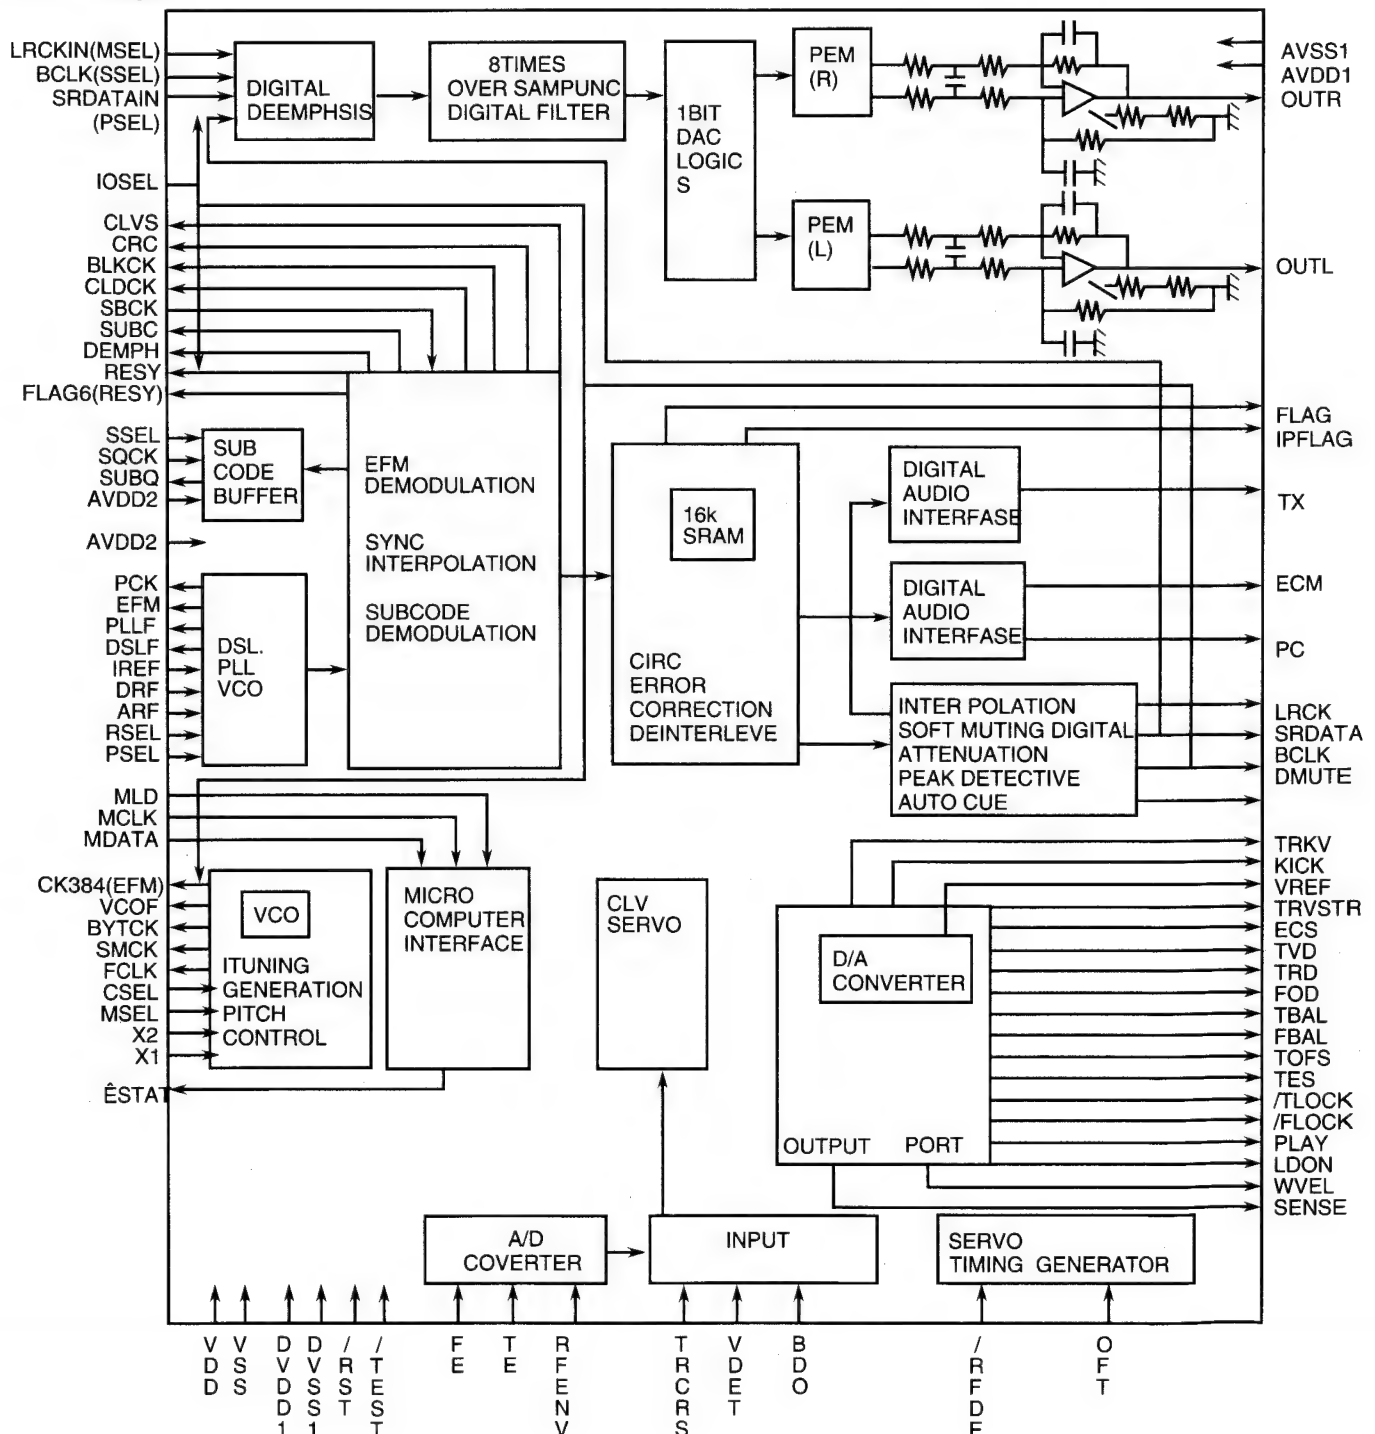 LRCKIN(MSEL)
BCLK(SSEL)
SRDATAIN
(PSEL)
IOSEL
CLVS
CRC
BLKCK
CLDCK
SBCK
SUBC
DEMPH
RESY
FLAG6(RESY)
SSEL
SQCK
SUBQ
AVDD2
AVDD2
PCK
EFM
PLLF
DSLF
IREF
DRF
ARF
RSEL
PSEL
MLD
MCLK
MDATA
CK384(EFM)
VCOF
BYTCK
SMCK
FCLK
CSEL
MSEL
X2
X1
ÊSTAT
DIGITAL
DEEMPHSIS
8TIMES
OVER SAMPUNC
DIGITAL FILTER
1BIT
DAC
LOGIC
S
PEM
(R)
PEM
(L)
SUB
CODE
BUFFER
EFM
DEMODULATION
SYNC
INTERPOLATION
SUBCODE
DEMODULATION
DSL.
PLL
VCO
16k
SRAM
CIRC
ERROR
CORRECTION
DEINTERLEVE
DIGITAL
AUDIO
INTERFASE
DIGITAL
AUDIO
INTERFASE
INTER POLATION
SOFT MUTING DIGITAL
ATTENUATION
PEAK DETECTIVE
AUTO CUE
VCO
ITUNING
GENERATION
PITCH
CONTROL
MICRO
COMPUTER
INTERFACE
CLV
SERVO
D/A
CONVERTER
OUTPUT PORT
A/D
COVERTER
INPUT
SERVO
TIMING GENERATOR
AVSS1
AVDD1
OUTR
OUTL
FLAG
IPFLAG
TX
ECM
PC
LRCK
SRDATA
BCLK
DMUTE
TRKV
KICK
VREF
TRVSTR
ECS
TVD
TRD
FOD
TBAL
FBAL
TOFS
TES
/TLOCK
/FLOCK
PLAY
LDON
WVEL
SENSE
VDD
VSS
DVDD1
DVSS1
/RST
/TEST
FE
TE
RFENV
TRCRS
VDET
BDO
/RFDE
OFT